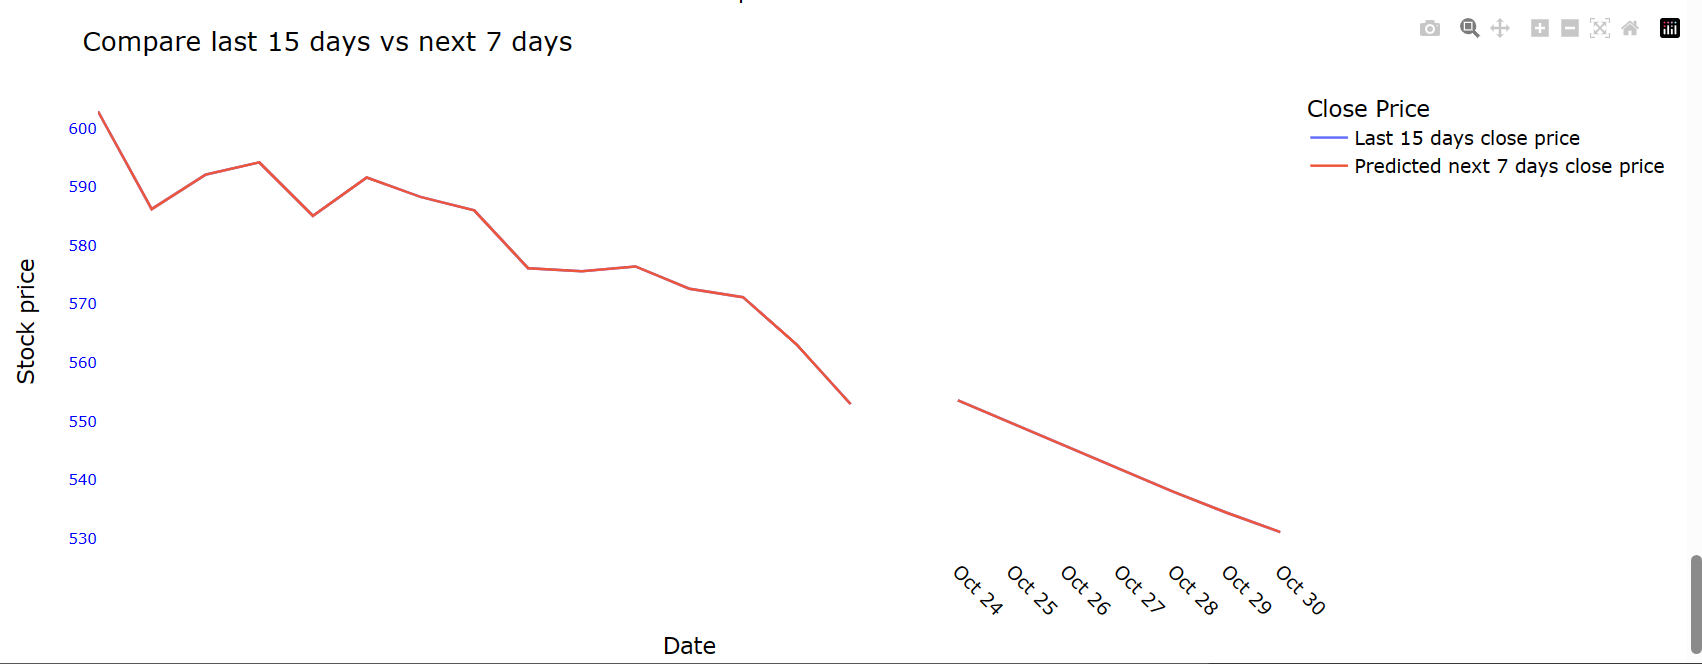 Compare last 15 days vs next 7 days
Close Price
Last 15 days close price
Predicted next 7 days close price
600
590
580
570
560
550
540
530
Stock price
Oct 24
Oct 25
Oct 26
Oct 27
Oct 28
Oct 29
Oct 30
Date